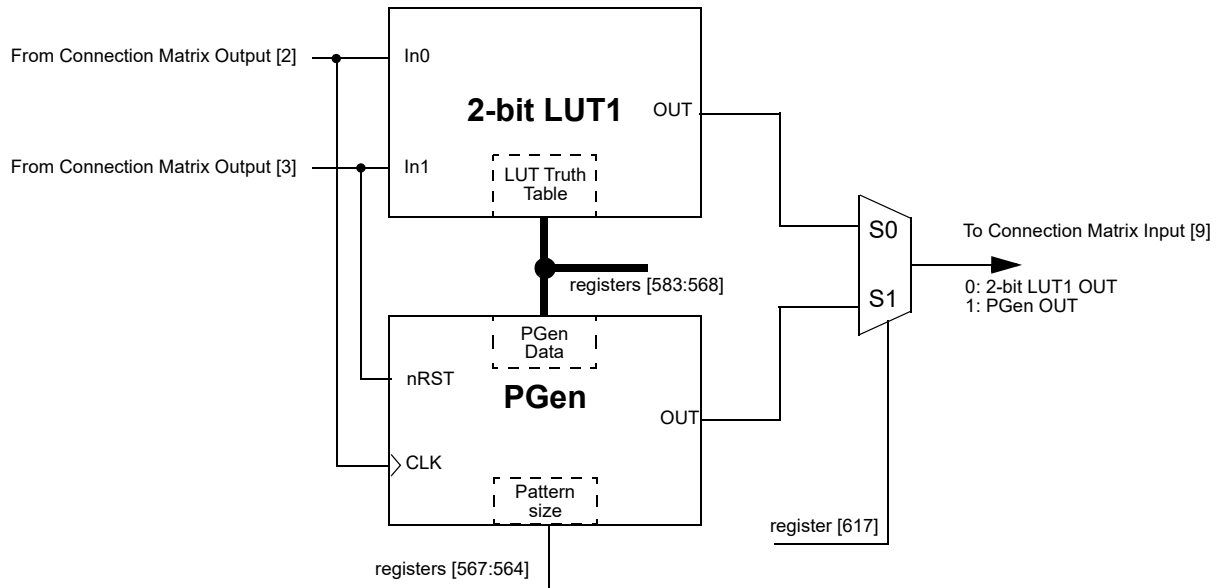 From Connection Matrix Output [2]
In0
2-bit LUT1
OUT
From Connection Matrix Output [3]
In1
LUT Truth
Table
S0
To Connection Matrix Input [9]
registers [583:568]
0: 2-bit LUT1 OUT
S1
1: PGen OUT
PGen
Data
nRST
PGen
OUT
CLK
Pattern
size
register [617]
registers [567:564]